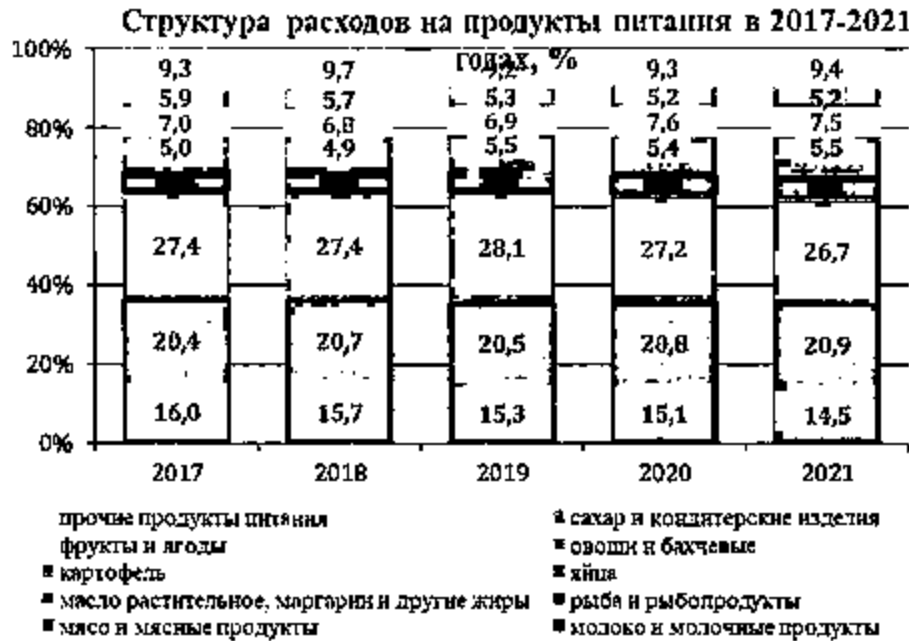 Структура расходов на продукты питания в 2017-2021
годах, %
100%
9,3 9,7 9,2 9,3 9,4
5,9 5,7 5,3 5,2 5,2
80%
7,0 6,8 6,9 7,6 7,5
5,0 4,9 5,5 5,4 5,5
60%
27,4 27,4 28,1 27,2 26,7
40%
20,4 20,7 20,5 20,8 20,9
20%
16,0 15,7 15,3 15,1 14,5
0%
2017 2018 2019 2020 2021
прочие продукты питания
сахар и кондитерские изделия
фрукты и ягоды
овощи и бахчевые
картофель
яйца
масло растительное, маргарин и другие жиры
рыба и рыбопродукты
мясо и мясные продукты
молоко и молочные продукты